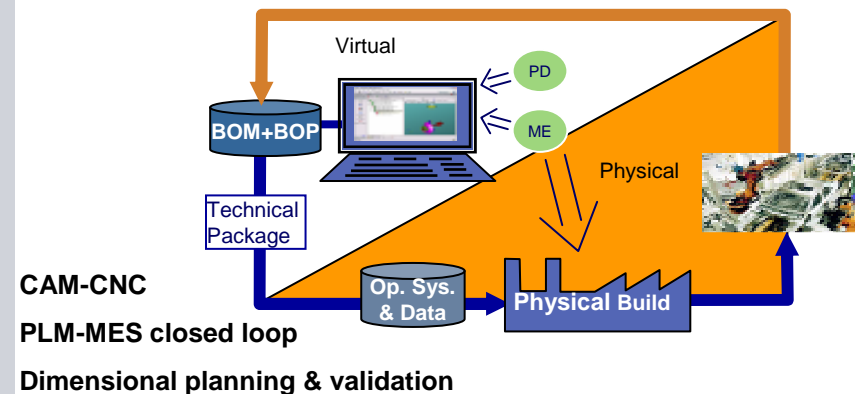 Virtual
PD
BOM+BOP
ME
Physical
Technical
Package
Op. Sys.
& Data
Physical Build
CAM-CNC
PLM-MES closed loop
Dimensional planning & validation